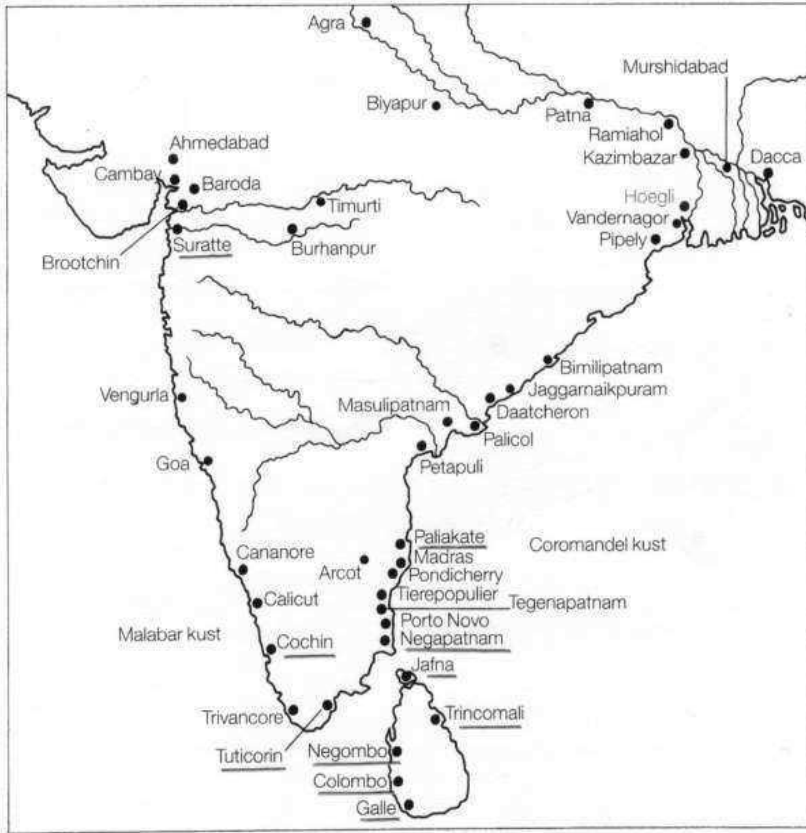 Agra
Murshidabad
Biyapur
Patna
Ramiahol
Ahmedabad
Kazimbazar
Dacca
Cambay
Baroda
Timurti
Hoegli
Vandernagor
Brootchin
Suratte
Burhanpur
Pipely
Bimilipatnam
Jaggarnaikpuram
Vengurla
Daatcheron
Masulipatnam
Palicol
Goa
Petapuli
Paliakate
Coromandel kust
Cananore
Madras
Arcot
Pondicherry
Calicut
Tierepopulier
Tegenapatnam
Malabar kust
Porto Novo
Cochin
Negapatnam
Jafna
Trivancore
Trincomali
Tuticorin
Negombo
Colombo
Galle